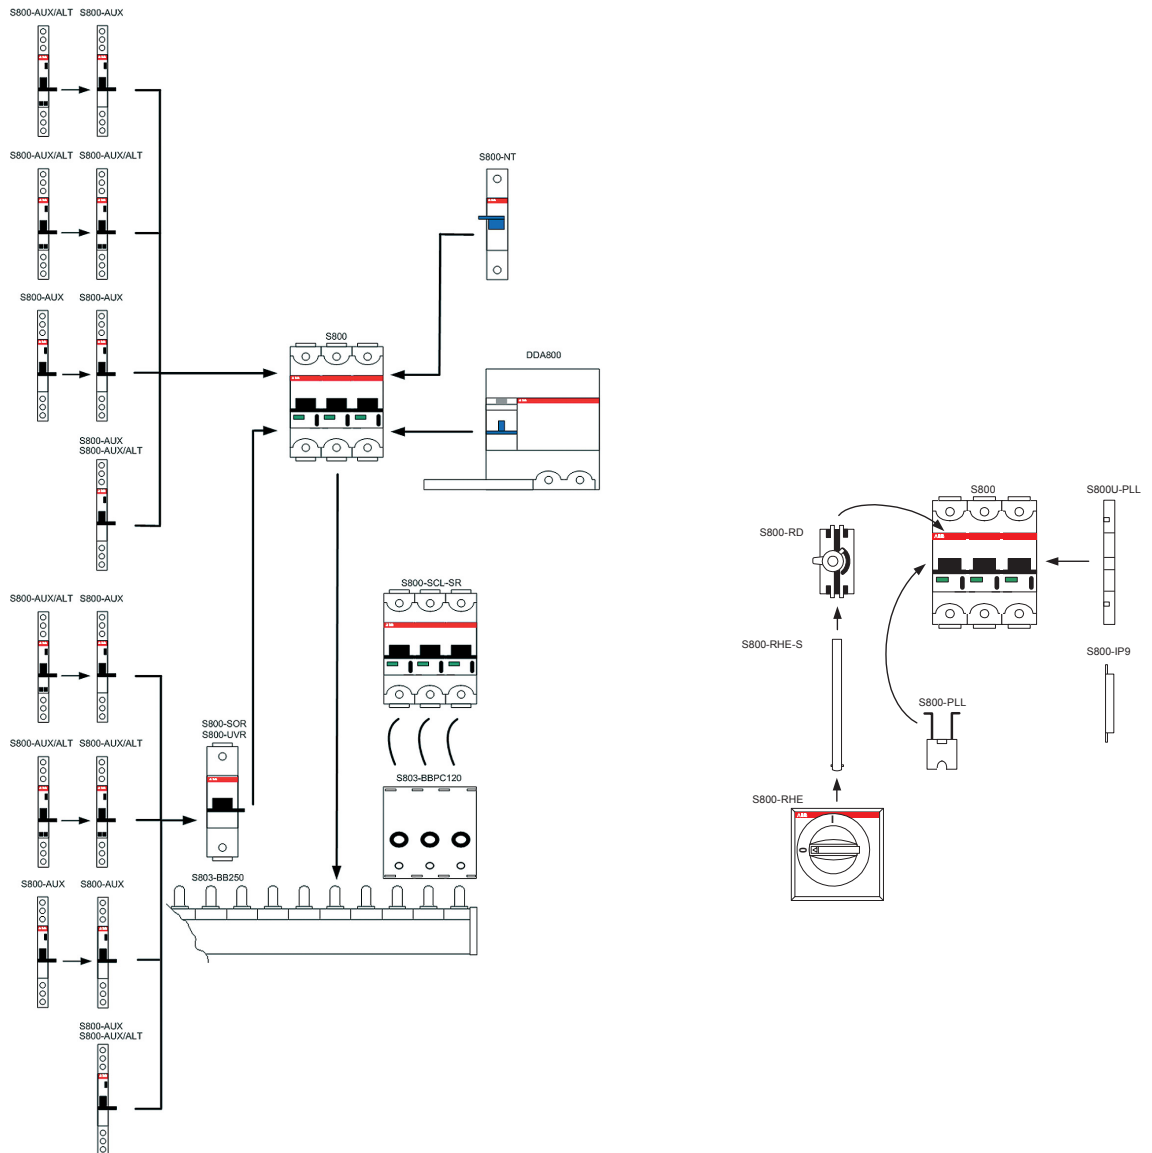 S800-AUX/ALT S800-AUX
S800-AUX/ALT S800-AUX/ALT
S800-NT
S800-AUX S800-AUX
S800
DDA800
S800-AUX
S800-AUX/ALT
S800-AUX/ALT S800-AUX
S800-SCL-SR
S800-AUX/ALT S800-AUX/ALT
S800-SOR
S800-UVR
S803-BBPC120
S803-BB250
S800-AUX S800-AUX
S800-AUX
S800-AUX/ALT
S800
S800U-PLL
S800-RD
S800-RHE-S
S800-IP9
S800-PLL
S800-RHE
ABB
ABB
I
0